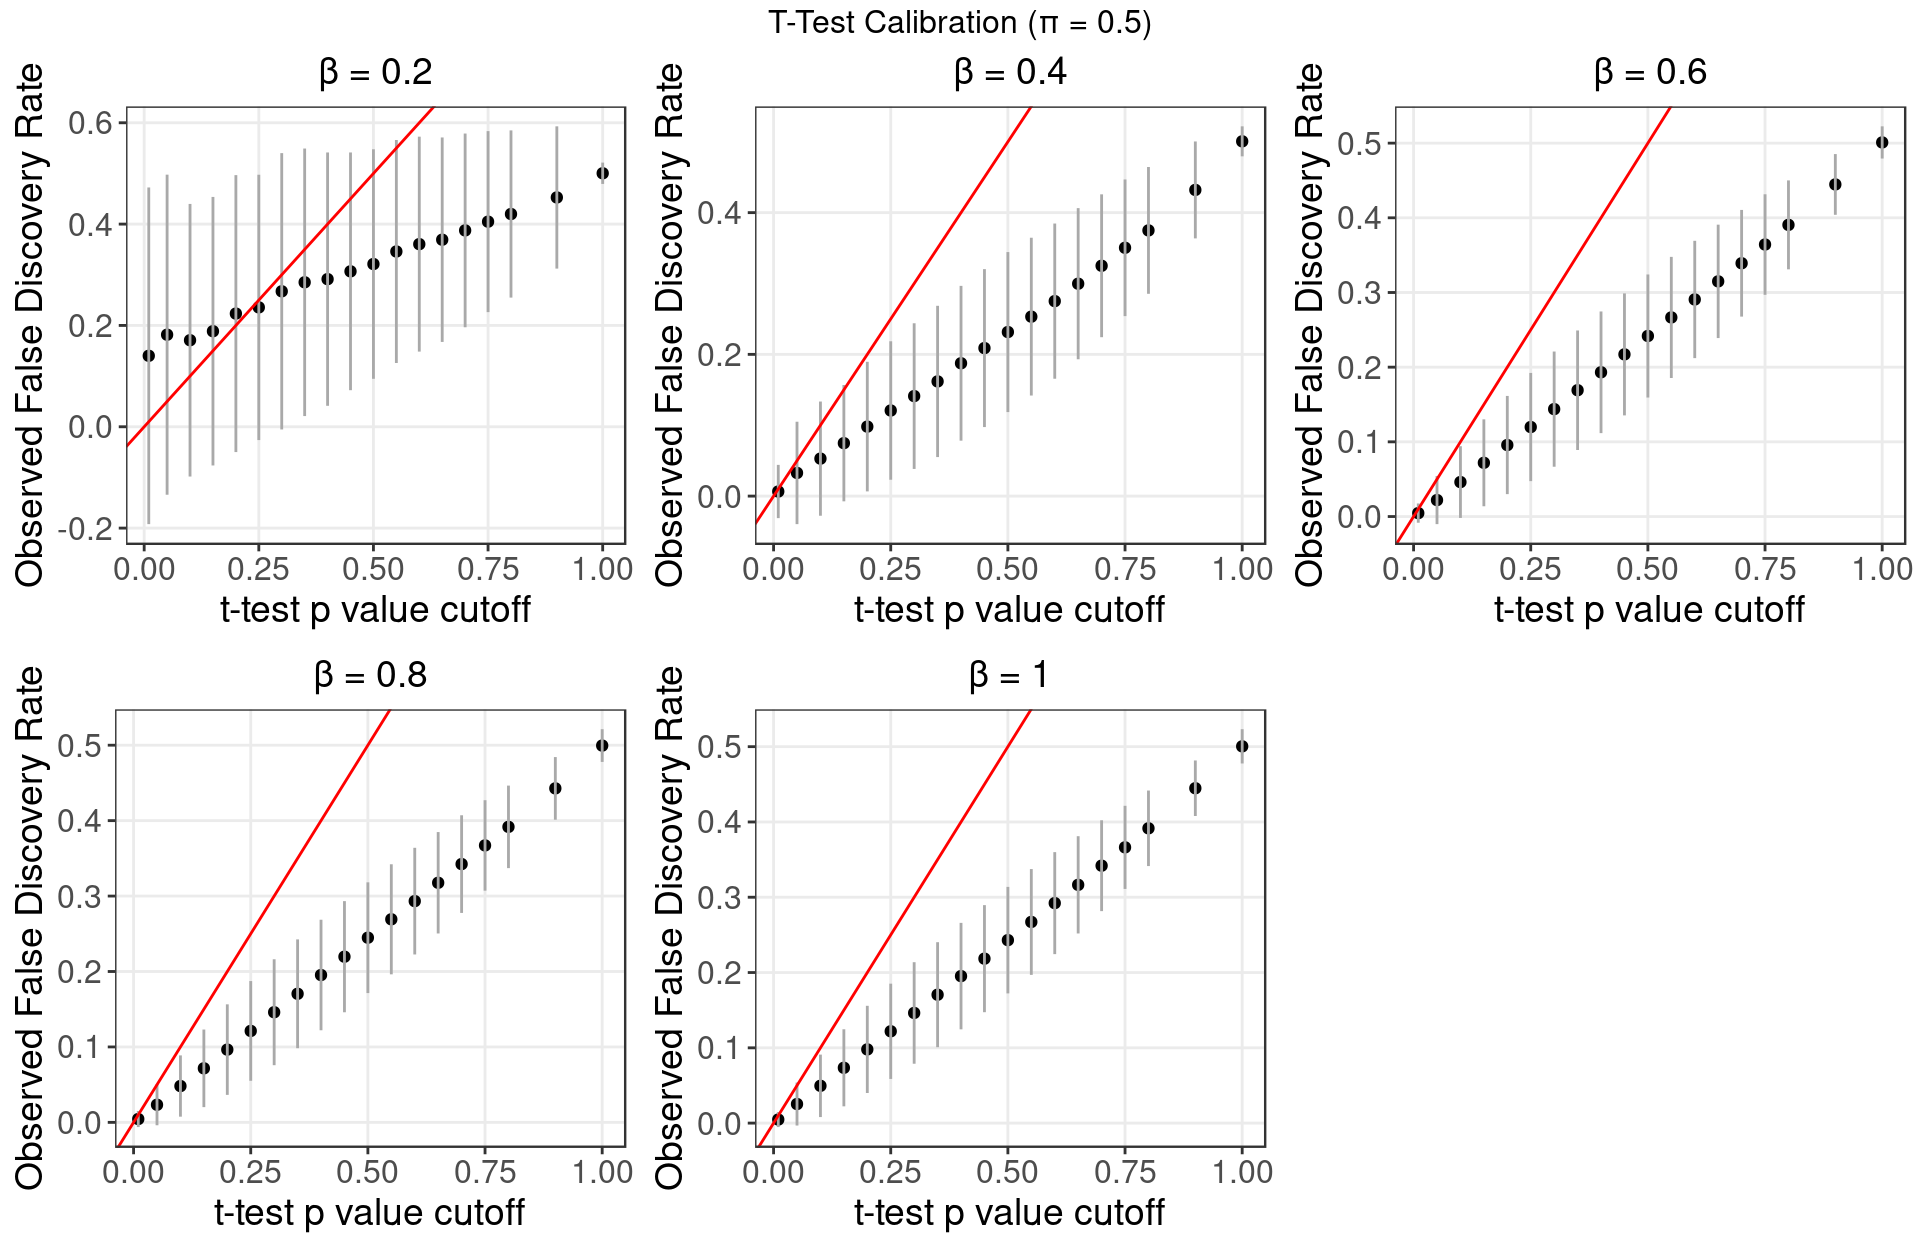 T-Test Calibration (π = 0.5)
β = 0.2
Observed False Discovery Rate
0.6
0.4
0.2
0.0
-0.2
0.00 0.25 0.50 0.75 1.00
t-test p value cutoff
β = 0.4
Observed False Discovery Rate
0.4
0.2
0.0
0.00 0.25 0.50 0.75 1.00
t-test p value cutoff
β = 0.6
Observed False Discovery Rate
0.5
0.4
0.3
0.2
0.1
0.0
0.00 0.25 0.50 0.75 1.00
t-test p value cutoff
β = 0.8
Observed False Discovery Rate
0.5
0.4
0.3
0.2
0.1
0.0
0.00 0.25 0.50 0.75 1.00
t-test p value cutoff
β = 1
Observed False Discovery Rate
0.5
0.4
0.3
0.2
0.1
0.0
0.00 0.25 0.50 0.75 1.00
t-test p value cutoff